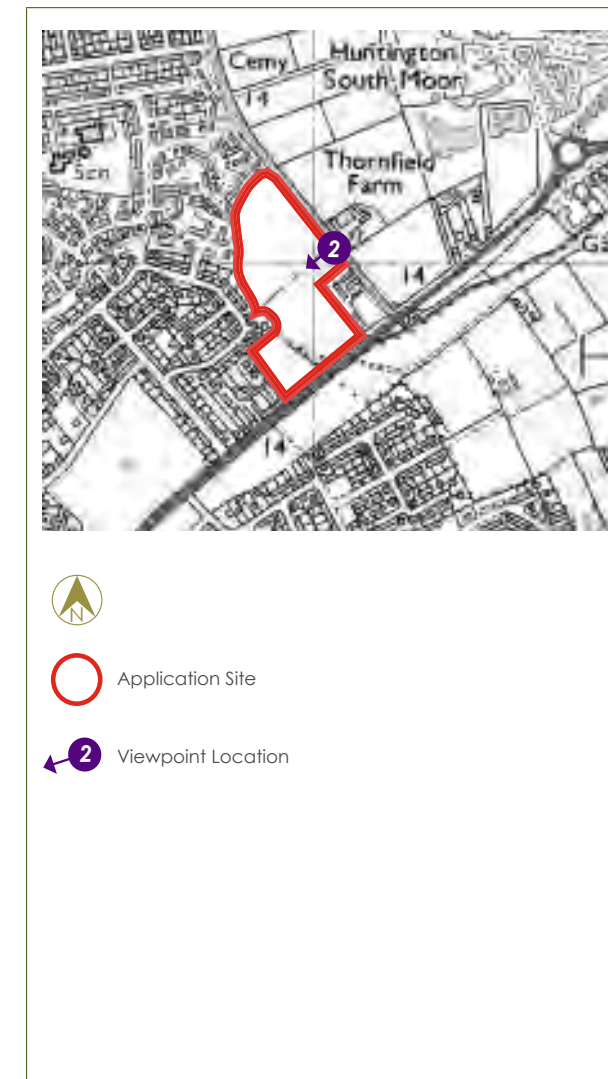 Huntington
Cemy
South Moor
14
Thornfield
Farm
Sch
2
14
14
N
Application Site
2
Viewpoint Location